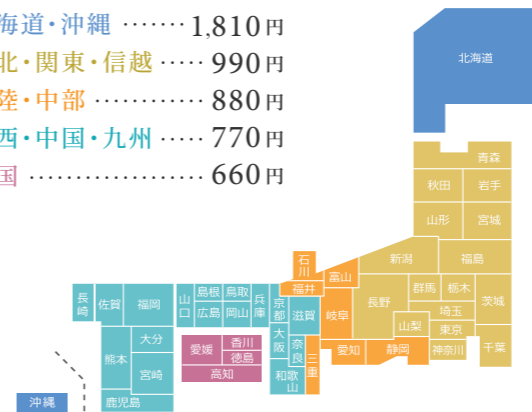 海道・沖縄 ······· 1,810円
北・関東・信越 ····· 990円
陸・中部 ············ 880円
西・中国・九州 ····· 770円
国 ··················· 660円
北海道
青森
秋田 岩手
山形 宮城
新潟 福島
石川 富山 福井
群馬 栃木 茨城
長野 埼玉
山梨 東京
神奈川 千葉
岐阜 愛知 静岡 三重
京都 滋賀 兵庫
大阪 奈良 和歌山
鳥取 島根 岡山 広島 山口
香川 愛媛 徳島 高知
長崎 佐賀 福岡
大分 熊本 宮崎
鹿児島
沖縄